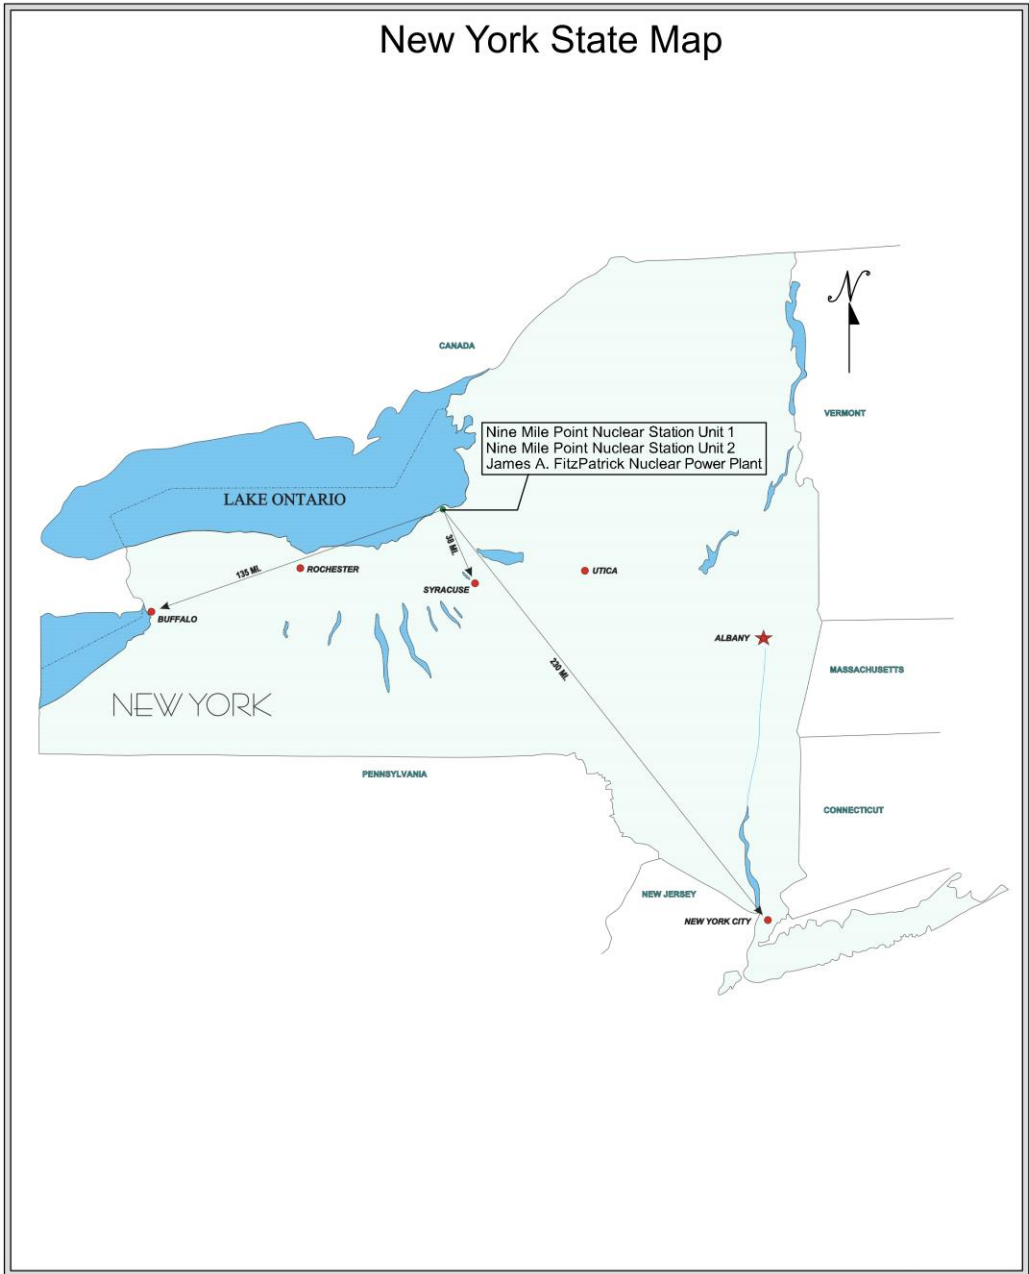 New York State Map
N
CANADA
VERMONT
Nine Mile Point Nuclear Station Unit 1
Nine Mile Point Nuclear Station Unit 2
James A. FitzPatrick Nuclear Power Plant
LAKE ONTARIO
38 MI.
135 MI.
ROCHESTER
UTICA
SYRACUSE
BUFFALO
ALBANY
230 MI.
MASSACHUSETTS
NEW YORK
PENNSYLVANIA
CONNECTICUT
NEW JERSEY
NEW YORK CITY